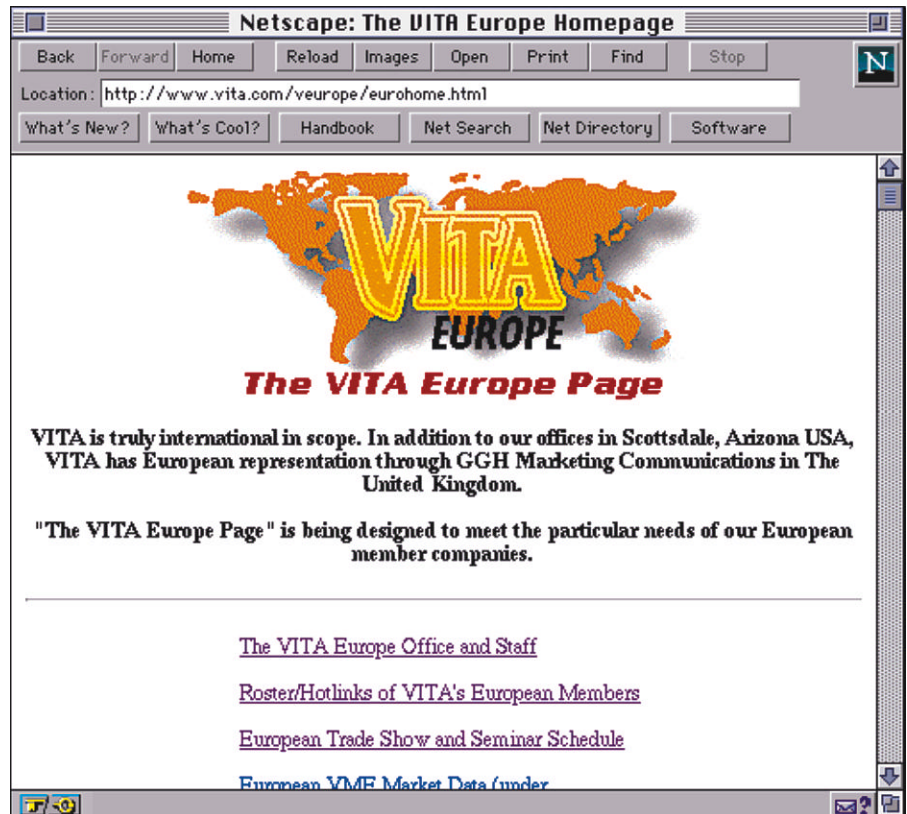 Netscape: The VITA Europe Homepage
Back Forward Home Reload Images Open Print Find Stop
N
Location: http://www.vita.com/veurope/eurohome.html
What's New? What's Cool? Handbook Net Search Net Directory Software
VITA
EUROPE
The VITA Europe Page
VITA is truly international in scope. In addition to our offices in Scottsdale, Arizona USA,
VITA has European representation through GGH Marketing Communications in The
United Kingdom.
"The VITA Europe Page" is being designed to meet the particular needs of our European
member companies.
The VITA Europe Office and Staff
Roster/Hotlinks of VITA's European Members
European Trade Show and Seminar Schedule
European VME Market Data (under